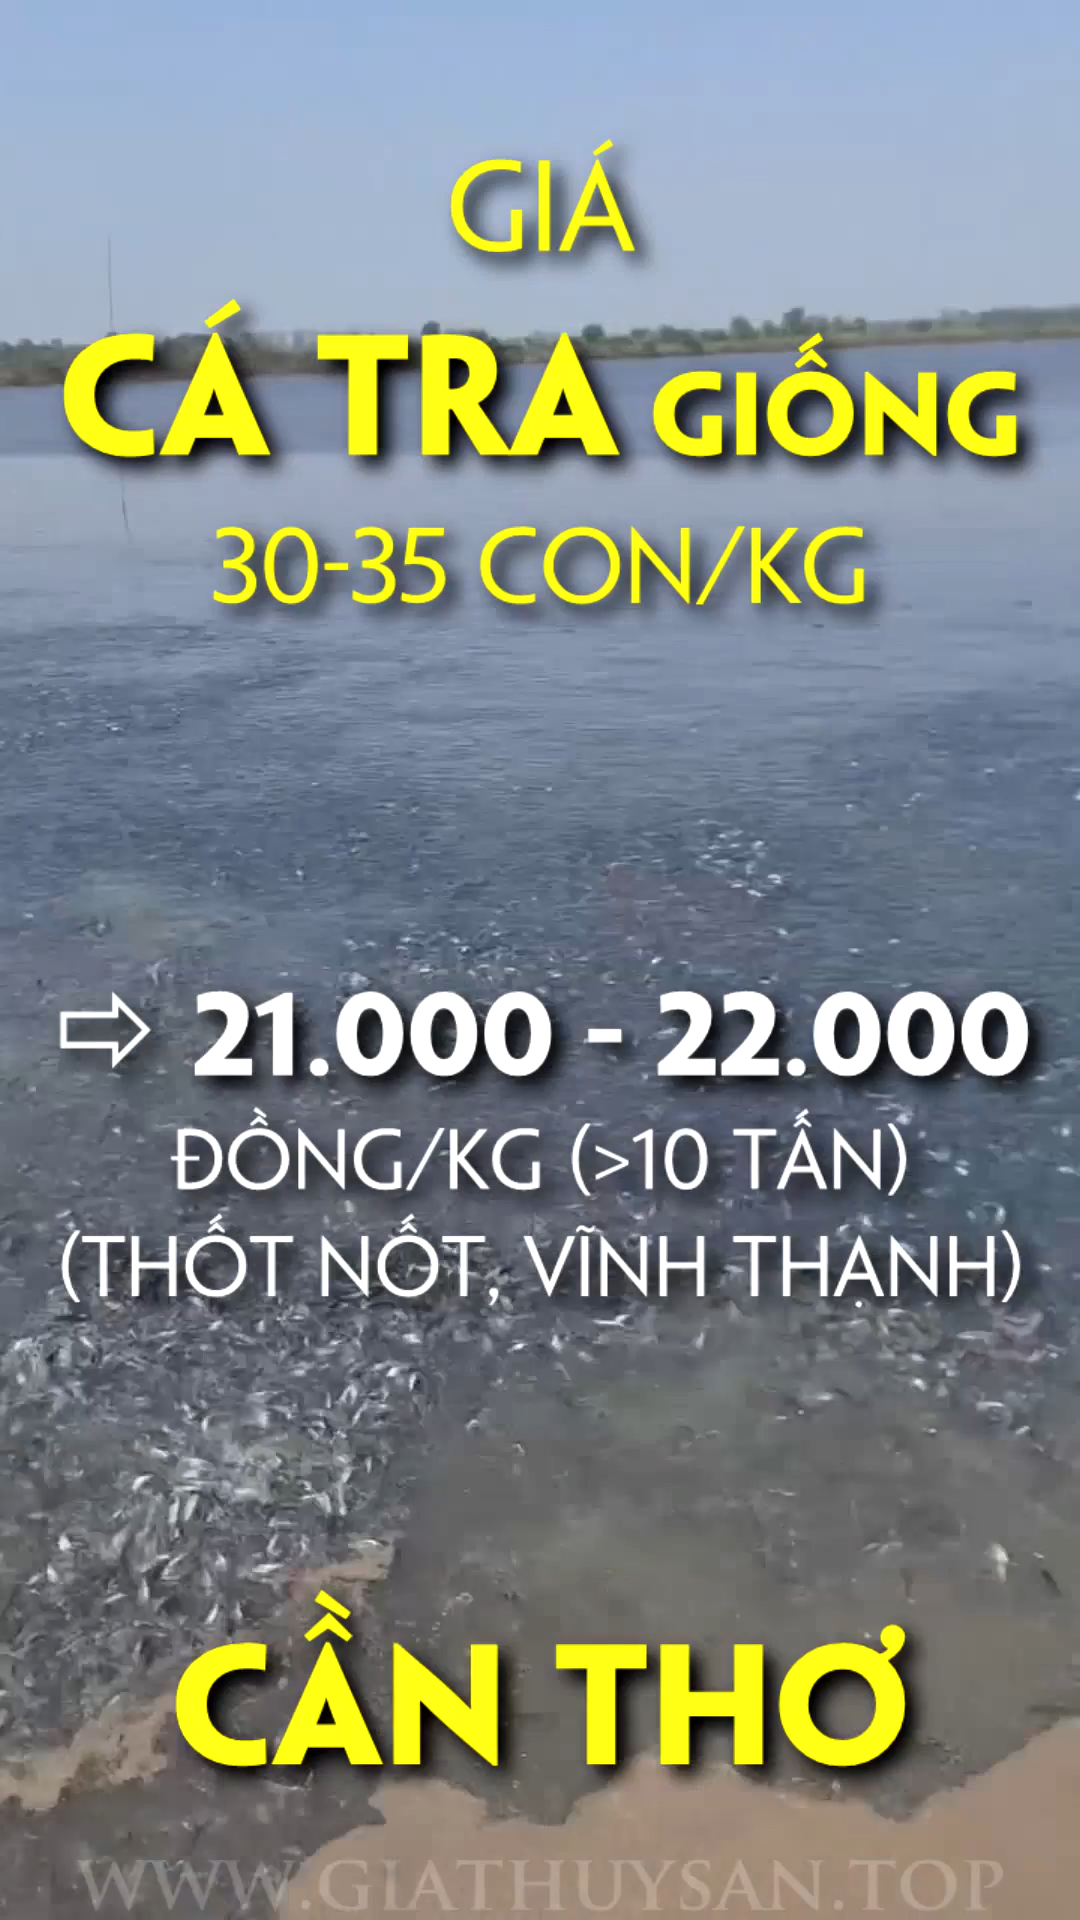 GIÁ
CÁ TRA GIỐNG
30-35 CON/KG
⇨ 21.000 - 22.000
ĐỒNG/KG (>10 TẤN)
(THỐT NỐT, VĨNH THẠNH)
CẦN THƠ
WWW.GIATHUYSAN.TOP